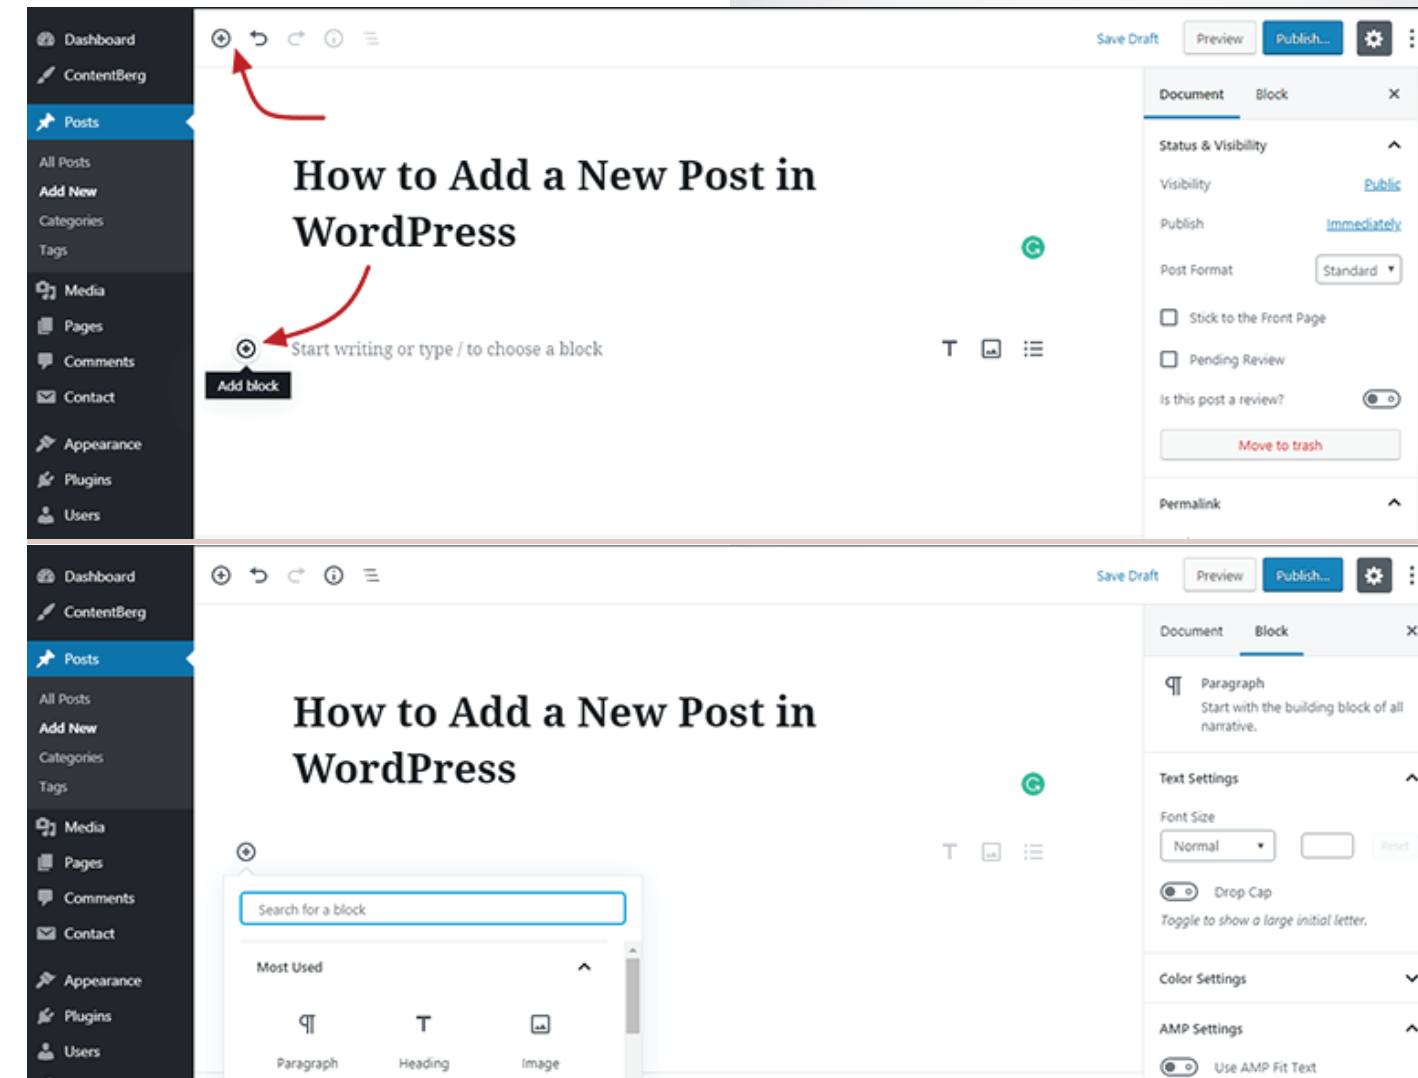 Dashboard
ContentBerg
Posts
All Posts
Add New
Categories
Tags
Media
Pages
Comments
Contact
Appearance
Plugins
Users
Save Draft
Preview
Publish...
How to Add a New Post in
WordPress
Start writing or type / to choose a block
Add block
Document Block
Status & Visibility
Visibility Public
Publish Immediately
Post Format Standard
Stick to the Front Page
Pending Review
Is this post a review?
Move to trash
Permalink
Dashboard
ContentBerg
Posts
All Posts
Add New
Categories
Tags
Media
Pages
Comments
Contact
Appearance
Plugins
Users
Save Draft
Preview
Publish...
How to Add a New Post in
WordPress
Search for a block
Most Used
Paragraph Heading Image
Document Block
Paragraph
Start with the building block of all
narrative.
Text Settings
Font Size
Normal Reset
Drop Cap
Toggle to show a large initial letter.
Color Settings
AMP Settings
Use AMP Fit Text